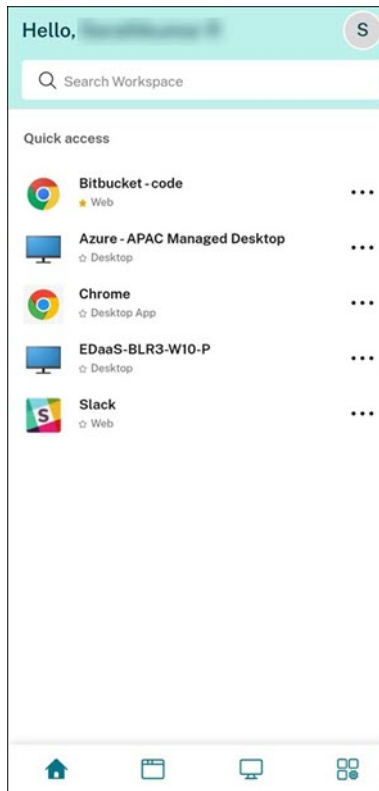 Hello,
S
Search Workspace
Quick access
Bitbucket - code
Web
Azure - APAC Managed Desktop
Desktop
Chrome
Desktop App
EDaaS-BLR3-W10-P
Desktop
S
Slack
Web